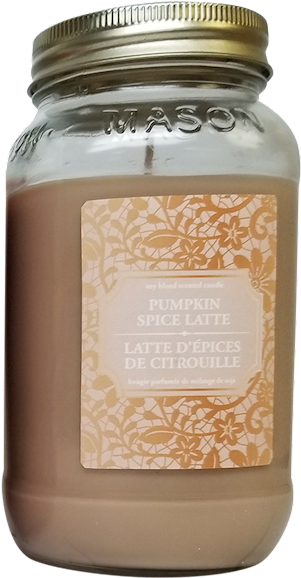 MASON
soy blend scented candle
PUMPKIN
SPICE LATTE
LATTE D'ÉPICES
DE CITROUILLE
bougie parfumée de mélange de soja